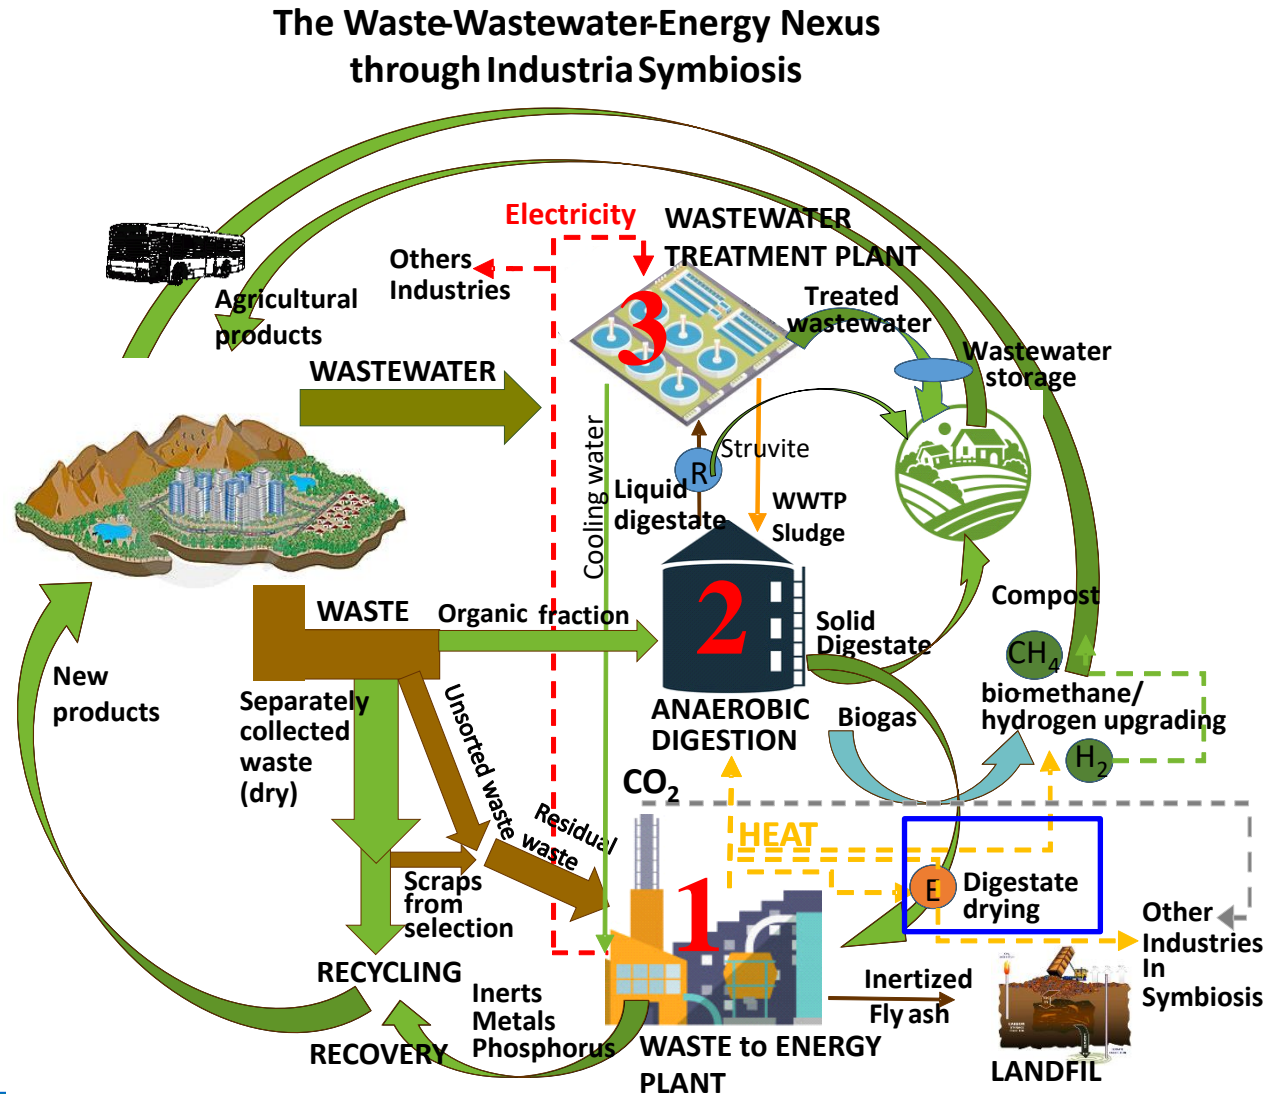 The Waste-Wastewater-Energy Nexus
through Industria Symbiosis
Electricity
WASTEWATER
TREATMENT PLANT
Others
Industries
Agricultural
products
Treated
wastewater
Wastewater
storage
WASTEWATER
3
Cooling water
R
Struvite
Liquid
digestate
WWTP
Sludge
WASTE
Organic fraction
2
Solid
Digestate
Compost
CH4
New
products
Separately
collected
waste
(dry)
Unsorted waste
ANAEROBIC
DIGESTION
Biogas
bio-methane/
hydrogen upgrading
H2
CO2
Residual
waste
HEAT
Scraps
from
selection
1
E
Digestate
drying
Other
Industries
In
Symbiosis
RECYCLING
Inerts
Metals
Phosphorus
RECOVERY
Inertized
Fly ash
WASTE to ENERGY
PLANT
LANDFIL